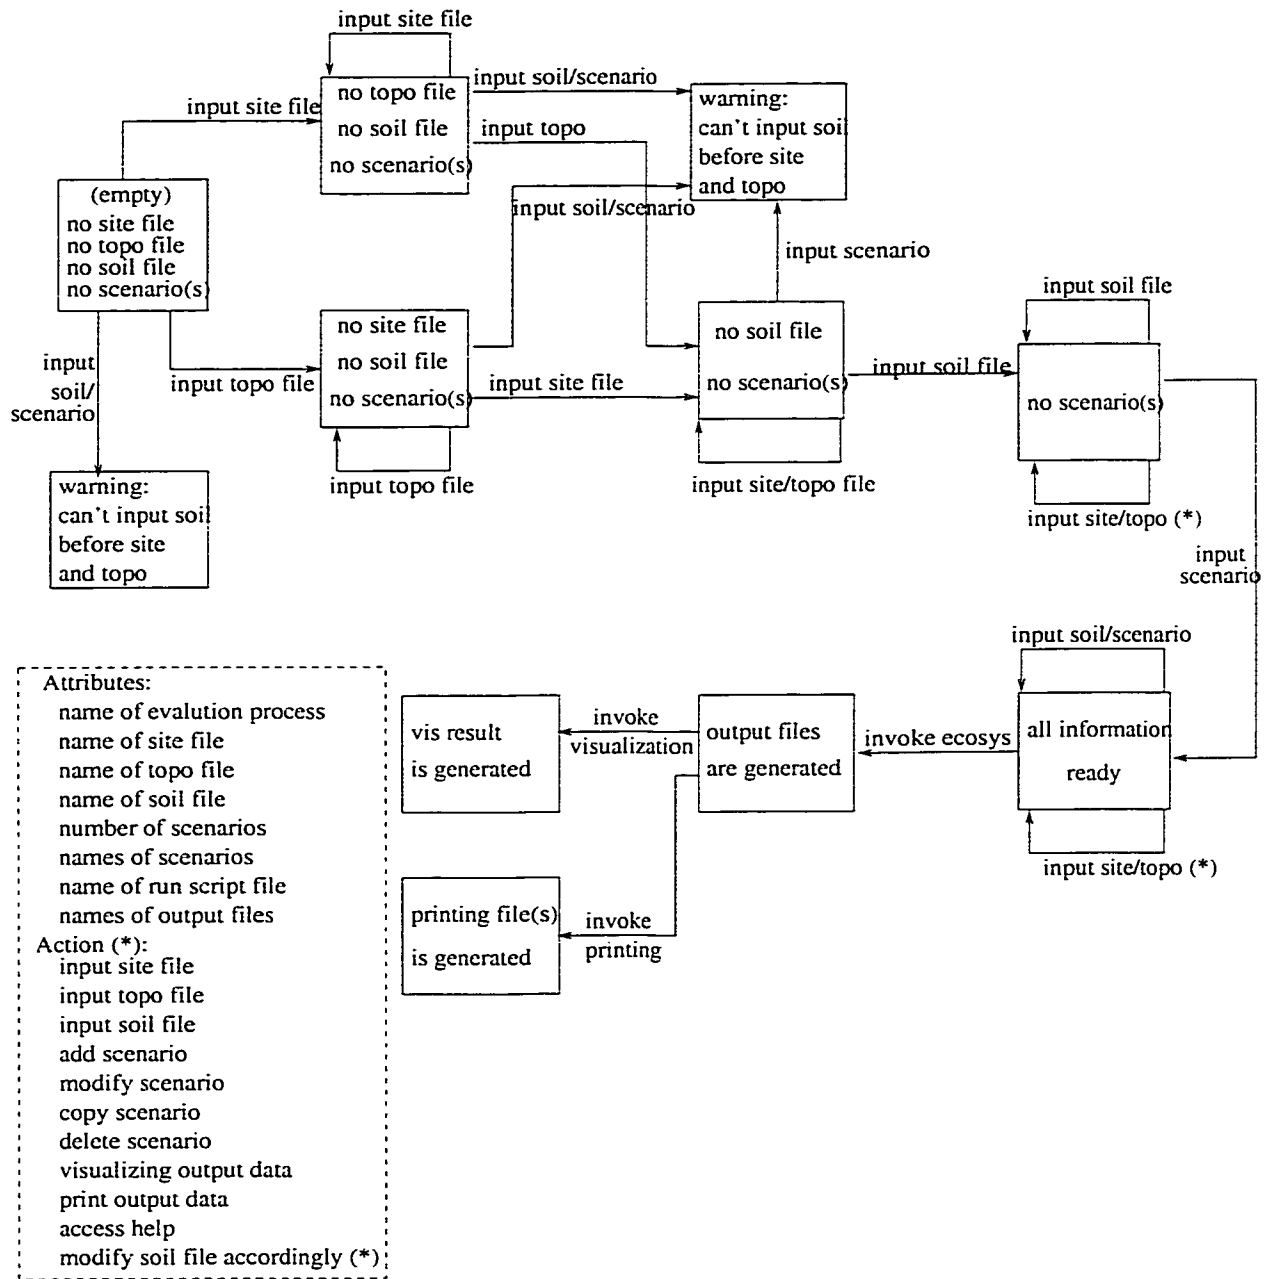 input site file
no topo file
no soil file
no scenario(s)
input site file
input soil/scenario
input topo
warning:
can't input soil
before site
and topo
(empty)
no site file
no topo file
no soil file
no scenario(s)
input soil/scenario
input scenario
input
soil/
scenario
input topo file
no site file
no soil file
no scenario(s)
input site file
input topo file
no soil file
no scenario(s)
input site/topo file
input soil file
input soil file
no scenario(s)
input site/topo (*)
input
scenario
warning:
can't input soil
before site
and topo
input soil/scenario
all information
ready
input site/topo (*)
invoke ecosys
output files
are generated
invoke
visualization
vis result
is generated
invoke
printing
printing file(s)
is generated
Attributes:
name of evalution process
name of site file
name of topo file
name of soil file
number of scenarios
names of scenarios
name of run script file
names of output files
Action (*):
input site file
input topo file
input soil file
add scenario
modify scenario
copy scenario
delete scenario
visualizing output data
print output data
access help
modify soil file accordingly (*)